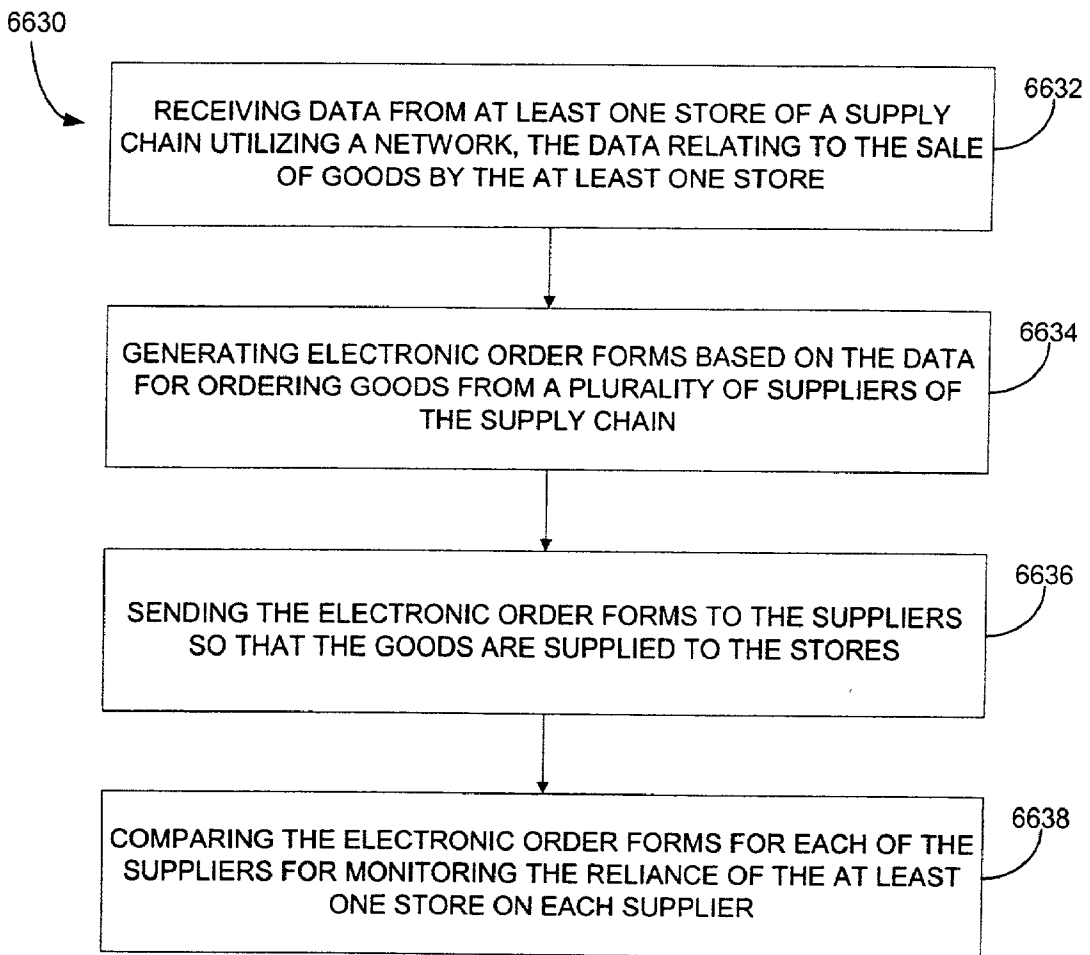 6630
6632
RECEIVING DATA FROM AT LEAST ONE STORE OF A SUPPLY
CHAIN UTILIZING A NETWORK, THE DATA RELATING TO THE SALE
OF GOODS BY THE AT LEAST ONE STORE
6634
GENERATING ELECTRONIC ORDER FORMS BASED ON THE DATA
FOR ORDERING GOODS FROM A PLURALITY OF SUPPLIERS OF
THE SUPPLY CHAIN
6636
SENDING THE ELECTRONIC ORDER FORMS TO THE SUPPLIERS
SO THAT THE GOODS ARE SUPPLIED TO THE STORES
6638
COMPARING THE ELECTRONIC ORDER FORMS FOR EACH OF THE
SUPPLIERS FOR MONITORING THE RELIANCE OF THE AT LEAST
ONE STORE ON EACH SUPPLIER